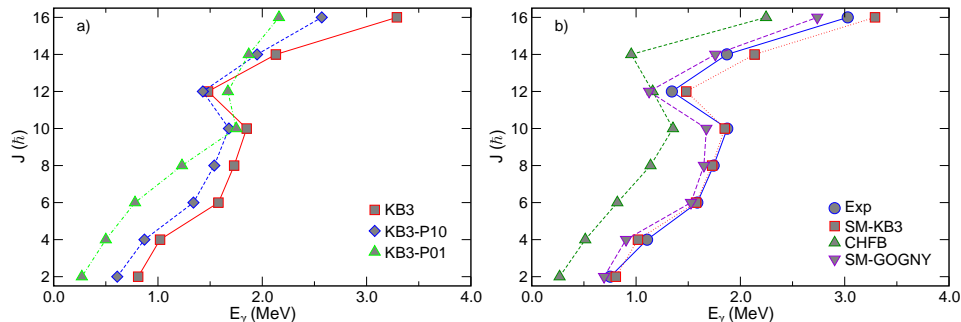 a)
J (ħ)
16
14
12
10
8
6
4
2
0.0 1.0 2.0 3.0 4.0
Eγ (MeV)
KB3
KB3-P10
KB3-P01
b)
J (ħ)
16
14
12
10
8
6
4
2
0.0 1.0 2.0 3.0 4.0
Eγ (MeV)
Exp
SM-KB3
CHFB
SM-GOGNY